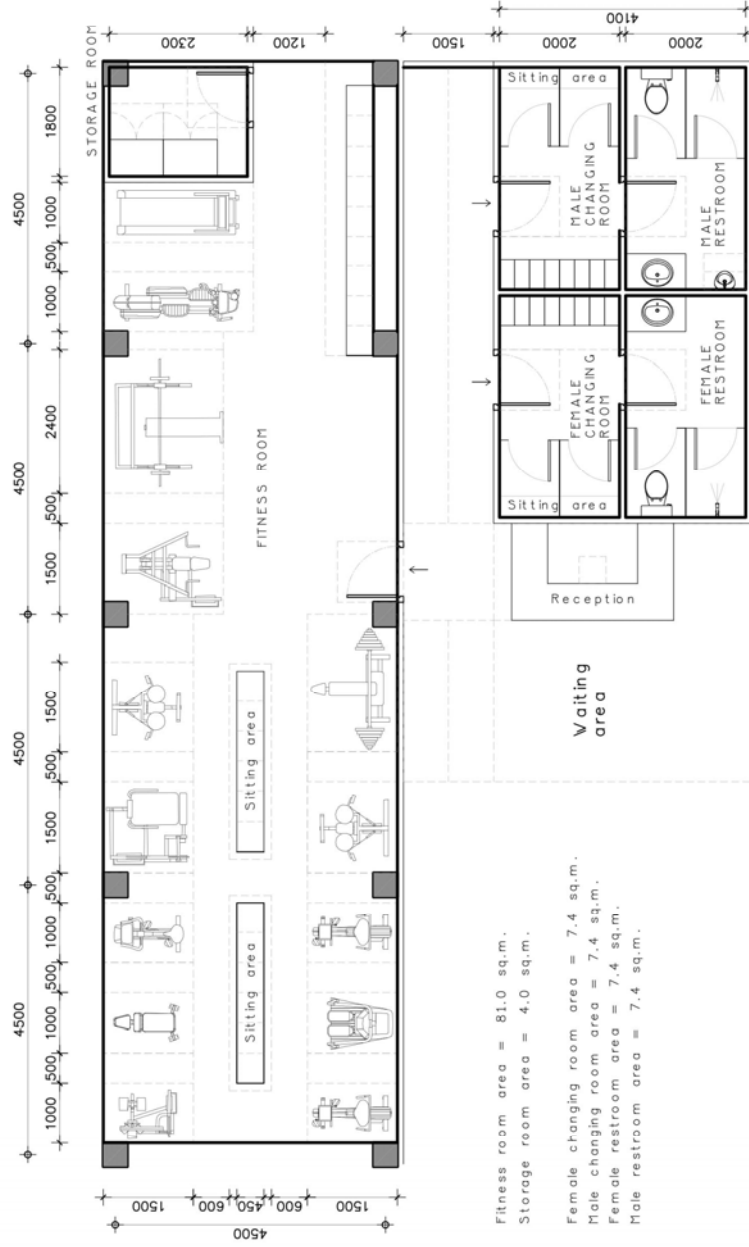 4500
4500
4500
4500
1000
500
1000
500
1000
500
1500
500
1500
1500
500
2400
1000
500
1000
1800
STORAGE ROOM
2300
1200
1500
2000
2000
4100
1500
600
450
600
1500
4500
FITNESS ROOM
Sitting area
Sitting area
Sitting area
MALE
CHANGING
ROOM
MALE
RESTROOM
Sitting area
FEMALE
CHANGING
ROOM
FEMALE
RESTROOM
Reception
Waiting
area
Fitness room area = 81.0 sq.m.
Storage room area = 4.0 sq.m.
Female changing room area = 7.4 sq.m.
Male changing room area = 7.4 sq.m.
Female restroom area = 7.4 sq.m.
Male restroom area = 7.4 sq.m.